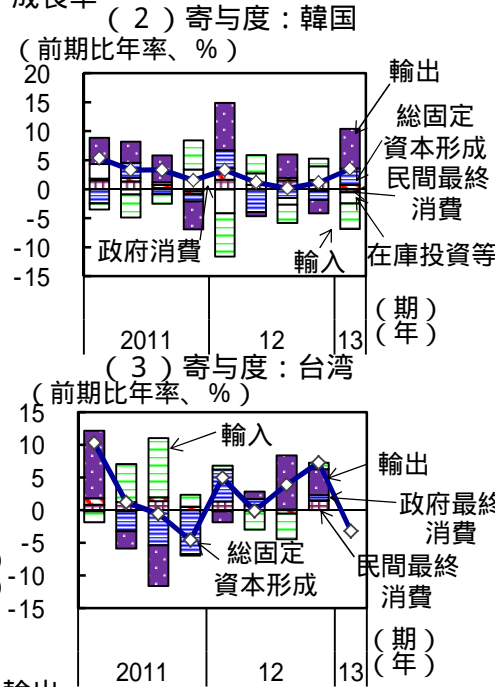 成長率
(２)寄与度：韓国
(前期比年率、％)
20
15
10
5
0
-5
-10
-15
輸出
総固定
資本形成
民間最終
消費
在庫投資等
政府消費
輸入
(期)
(年)
2011
12
13
(３)寄与度：台湾
(前期比年率、％)
15
10
5
0
-5
-10
-15
輸入
輸出
政府最終
消費
民間最終
消費
総固定
資本形成
(期)
(年)
2011
12
13
輸出